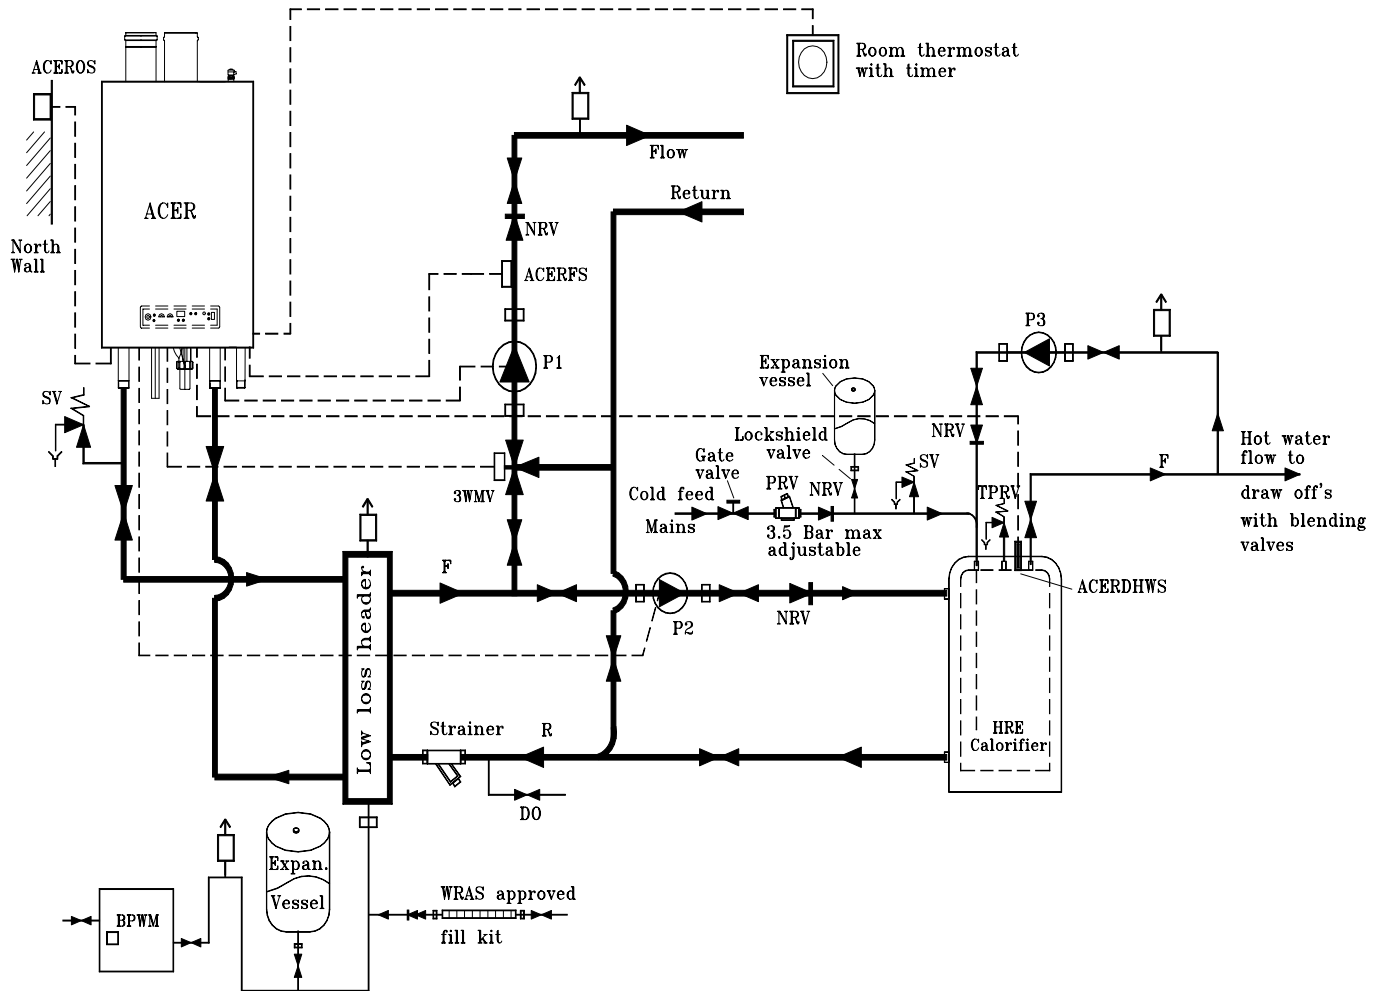 ACEROS
Room thermostat
with timer
ACER
North
Wall
Flow
Return
NRV
ACERFS
P1
P3
Expansion
vessel
SV
Lockshield
valve
Gate
valve
3WMV
Cold feed
Mains
PRV
NRV
3.5 Bar max
adjustable
SV
NRV
TPRV
F
Hot water
flow to
draw off's
with blending
valves
F
P2
NRV
ACERDHWS
Low loss header
Strainer
R
DO
HRE
Calorifier
Expan.
Vessel
BPWM
WRAS approved
fill kit